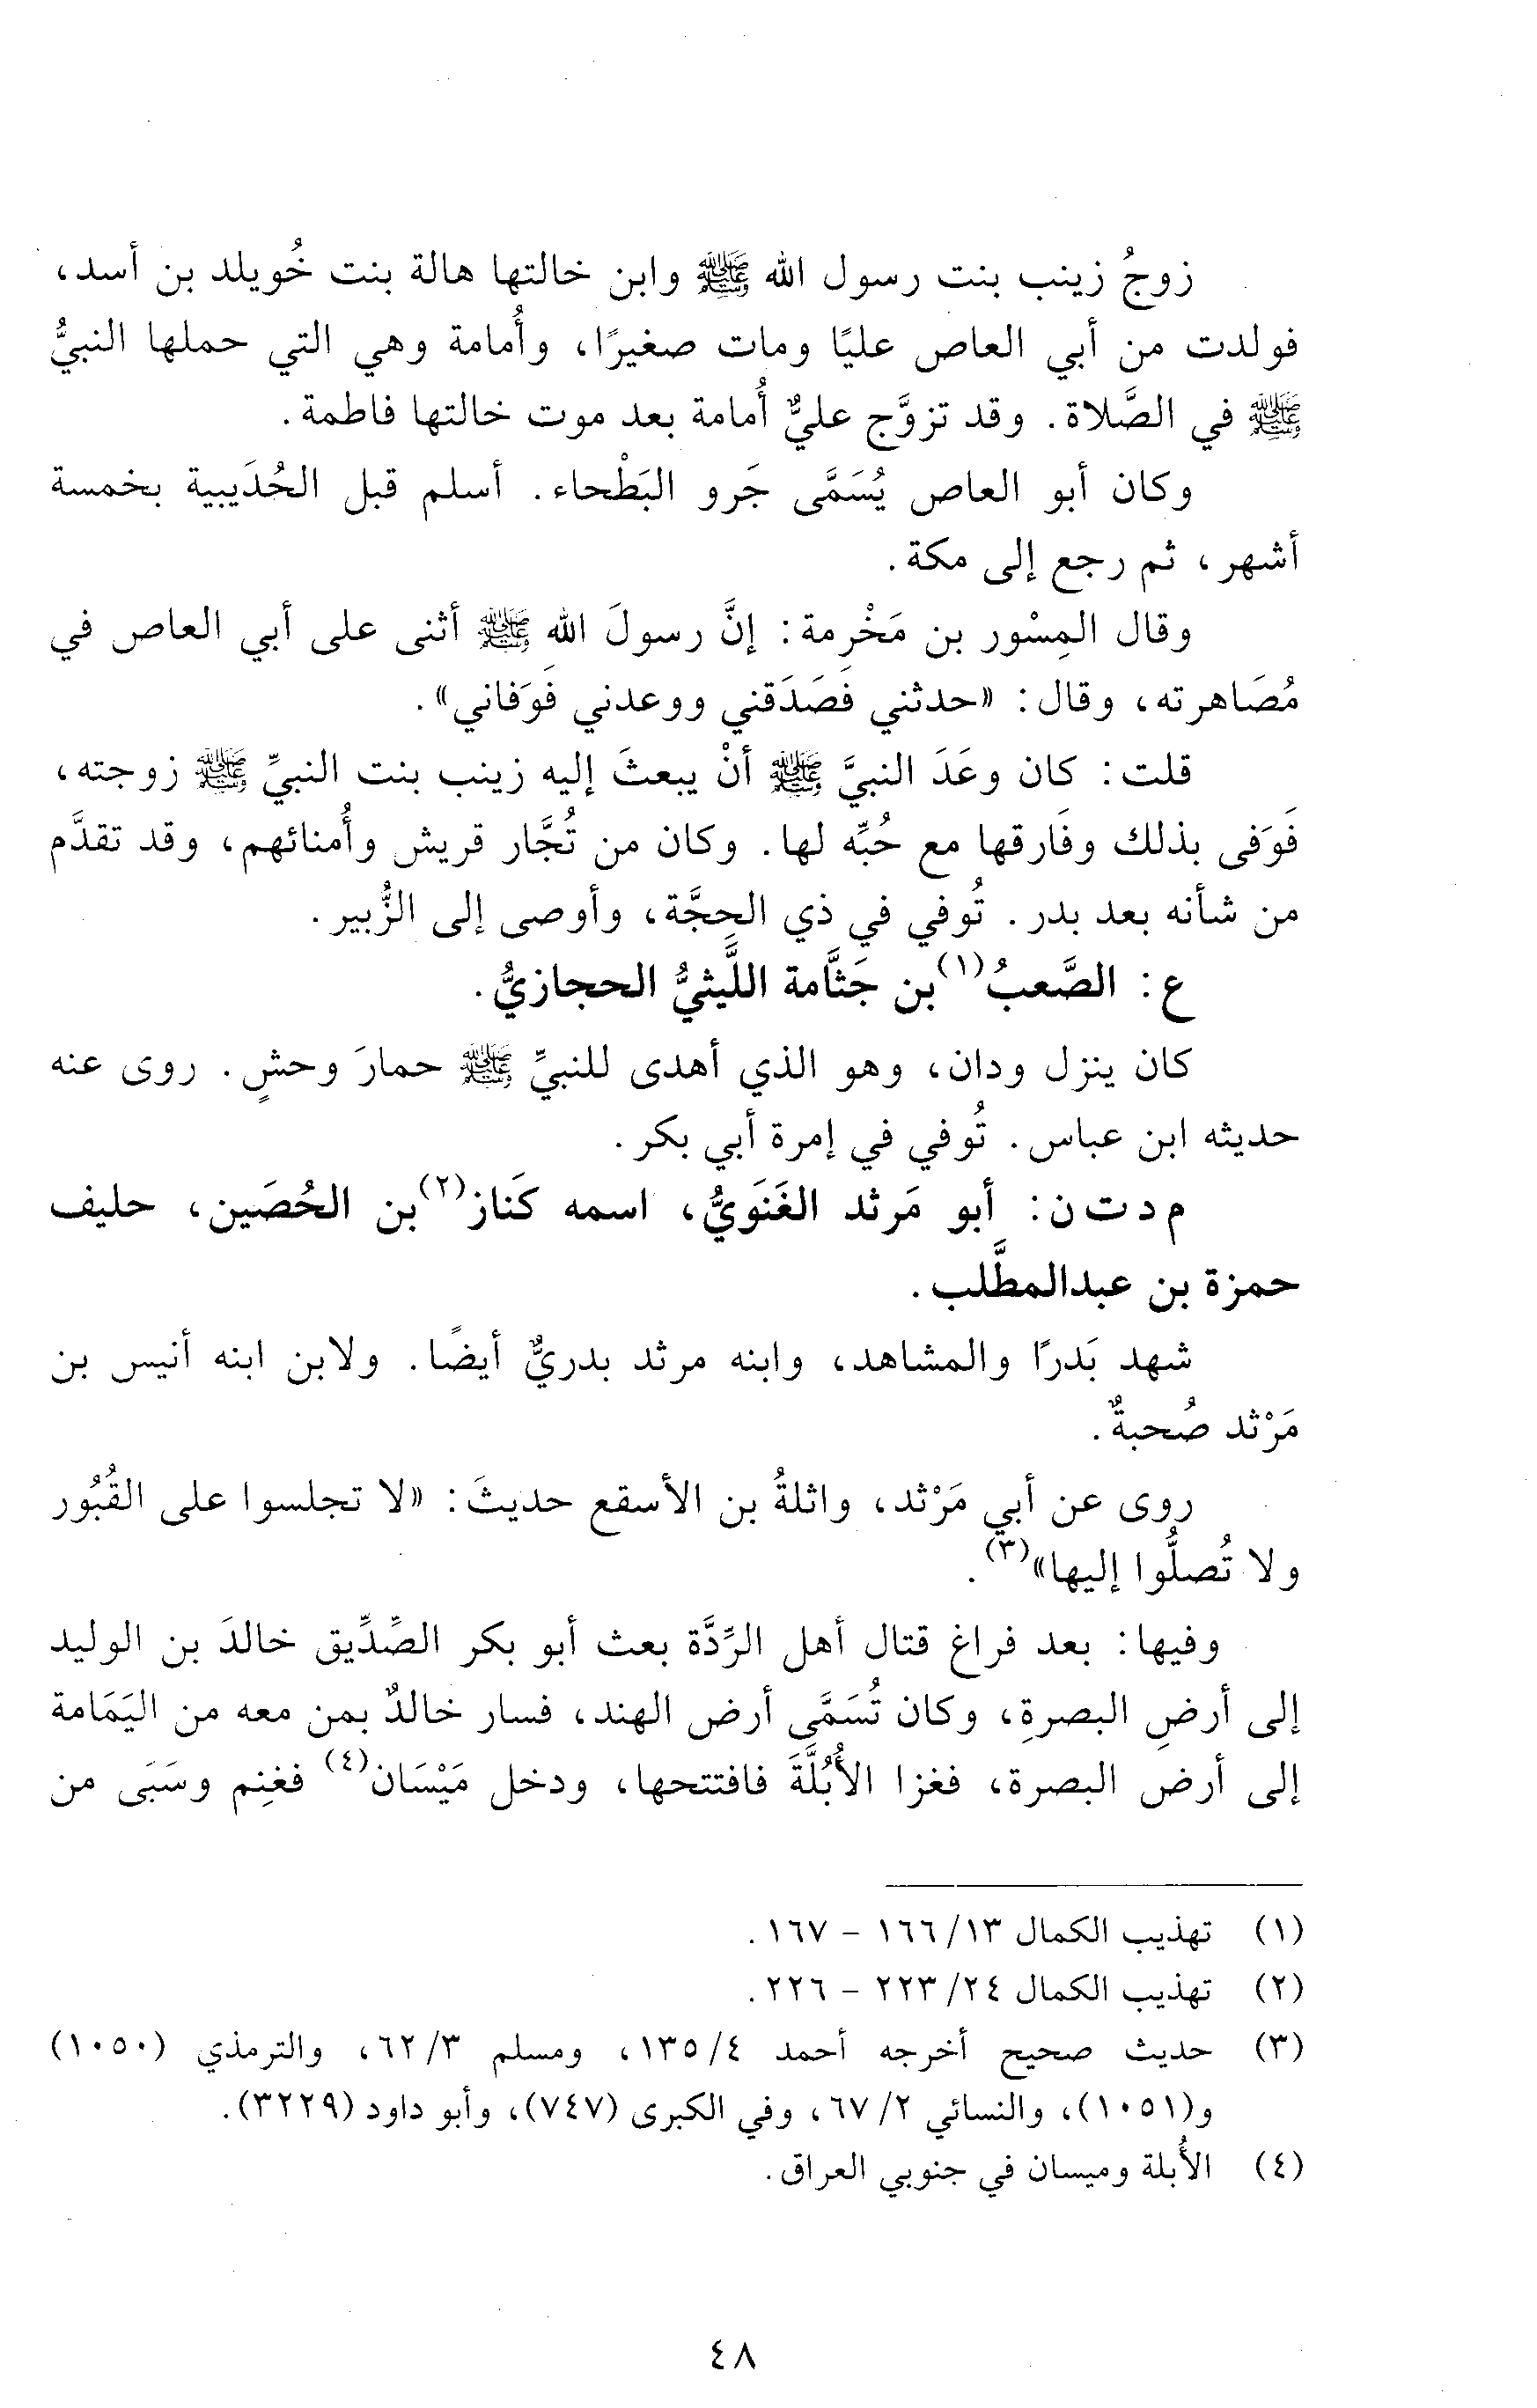 زوجُ زينب بنت رسول الله ﷺ وابن خالتها هالة بنت خُويلد بن أسد،
فولدت من أبي العاص عليًا ومات صغيرًا، وأُمامة وهي التي حملها النبيُّ
ﷺ في الصَّلاة. وقد تزوَّج عليٌّ أُمامة بعد موت خالتها فاطمة.
وكان أبو العاص يُسَمَّى جَرو البَطْحاء. أسلم قبل الحُدَيبية بخمسة
أشهر، ثم رجع إلى مكة.
وقال المِسْور بن مَخْرمة: إنَّ رسولَ الله ﷺ أثنى على أبي العاص في
مُصَاهرته، وقال: «حدثني فَصَدَقني ووعدني فَوَفاني».
قلت: كان وعَدَ النبيَّ ﷺ أنْ يبعثَ إليه زينب بنت النبيِّ ﷺ زوجته،
فَوَفى بذلك وفَارقها مع حُبِّه لها. وكان من تُجَّار قريش وأُمنائهم، وقد تقدَّم
من شأنه بعد بدر. تُوفي في ذي الحجَّة، وأوصى إلى الزُّبير.
ع: الصَّعبُ(١) بن جَثَّامة اللَّيثيُّ الحجازيُّ.
كان ينزل ودان، وهو الذي أهدى للنبيِّ ﷺ حمارَ وحشٍ. روى عنه
حديثه ابن عباس. تُوفي في إمرة أبي بكر.
م د ت ن: أبو مَرثد الغَنَويُّ، اسمه كَناز(٢) بن الحُصَين، حليف
حمزة بن عبدالمطَّلب.
شهد بَدرًا والمشاهد، وابنه مرثد بدريٌّ أيضًا. ولابن ابنه أنيس بن
مَرْثد صُحبةٌ.
روى عن أبي مَرْثد، واثلةُ بن الأسقع حديثَ: «لا تجلسوا على القُبُور
ولا تُصلُّوا إليها»(٣).
وفيها: بعد فراغ قتال أهل الرِّدَّة بعث أبو بكر الصِّدِّيق خالدَ بن الوليد
إلى أرضِ البصرةِ، وكان تُسَمَّى أرض الهند، فسار خالدٌ بمن معه من اليَمَامة
إلى أرض البصرة، فغزا الأُبُلَّةَ فافتتحها، ودخل مَيْسَان(٤) فغنِم وسَبَى من
(١) تهذيب الكمال ١٣/ ١٦٦ – ١٦٧.
(٢) تهذيب الكمال ٢٤/ ٢٢٣ – ٢٢٦.
(٣) حديث صحيح أخرجه أحمد ٤/ ١٣٥، ومسلم ٣/ ٦٢، والترمذي (١٠٥٠)
و(١٠٥١)، والنسائي ٢/ ٦٧، وفي الكبرى (٧٤٧)، وأبو داود (٣٢٢٩).
(٤) الأُبلة وميسان في جنوبي العراق.
٤٨